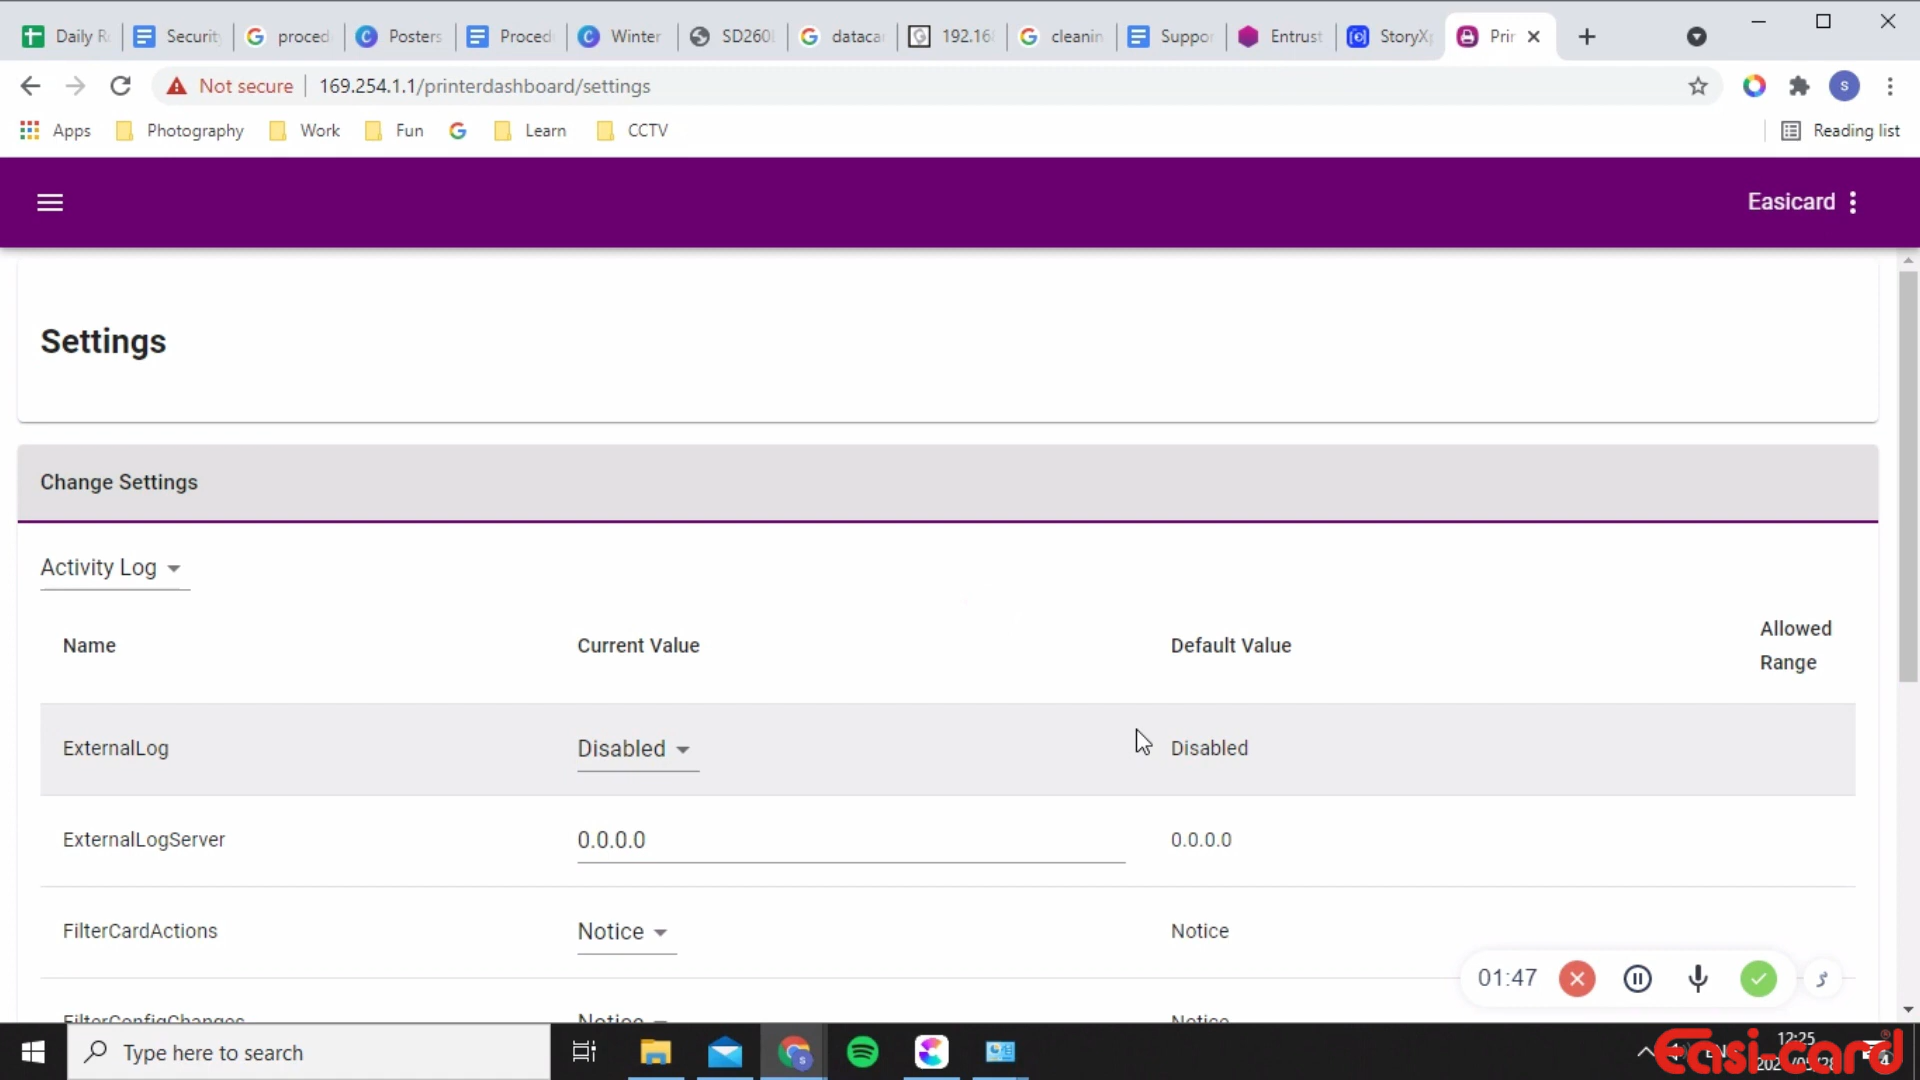 Daily R
Securit
proced
Posters
Proced
Winter
SD260
datacar
192.16
cleanin
Suppo
Entrust
StoryX
Prir
Not secure
169.254.1.1/printerdashboard/settings
S
Apps
Photography
Work
Fun
Learn
CCTV
Reading list
Easicard
Settings
Change Settings
Activity Log
Name
Current Value
Default Value
Allowed
Range
ExternalLog
Disabled
Disabled
ExternalLogServer
0.0.0.0
0.0.0.0
FilterCardActions
Notice
Notice
FilterConfigChanges
Notice
Notice
01:47
Type here to search
12:25
Easi-card